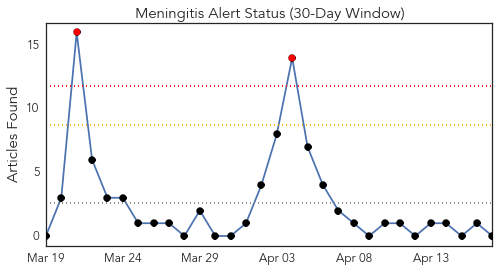 Meningitis Alert Status (30-Day Window)
Articles Found
15
10
5
0
Mar 19 Mar 24 Mar 29 Apr 03 Apr 08 Apr 13